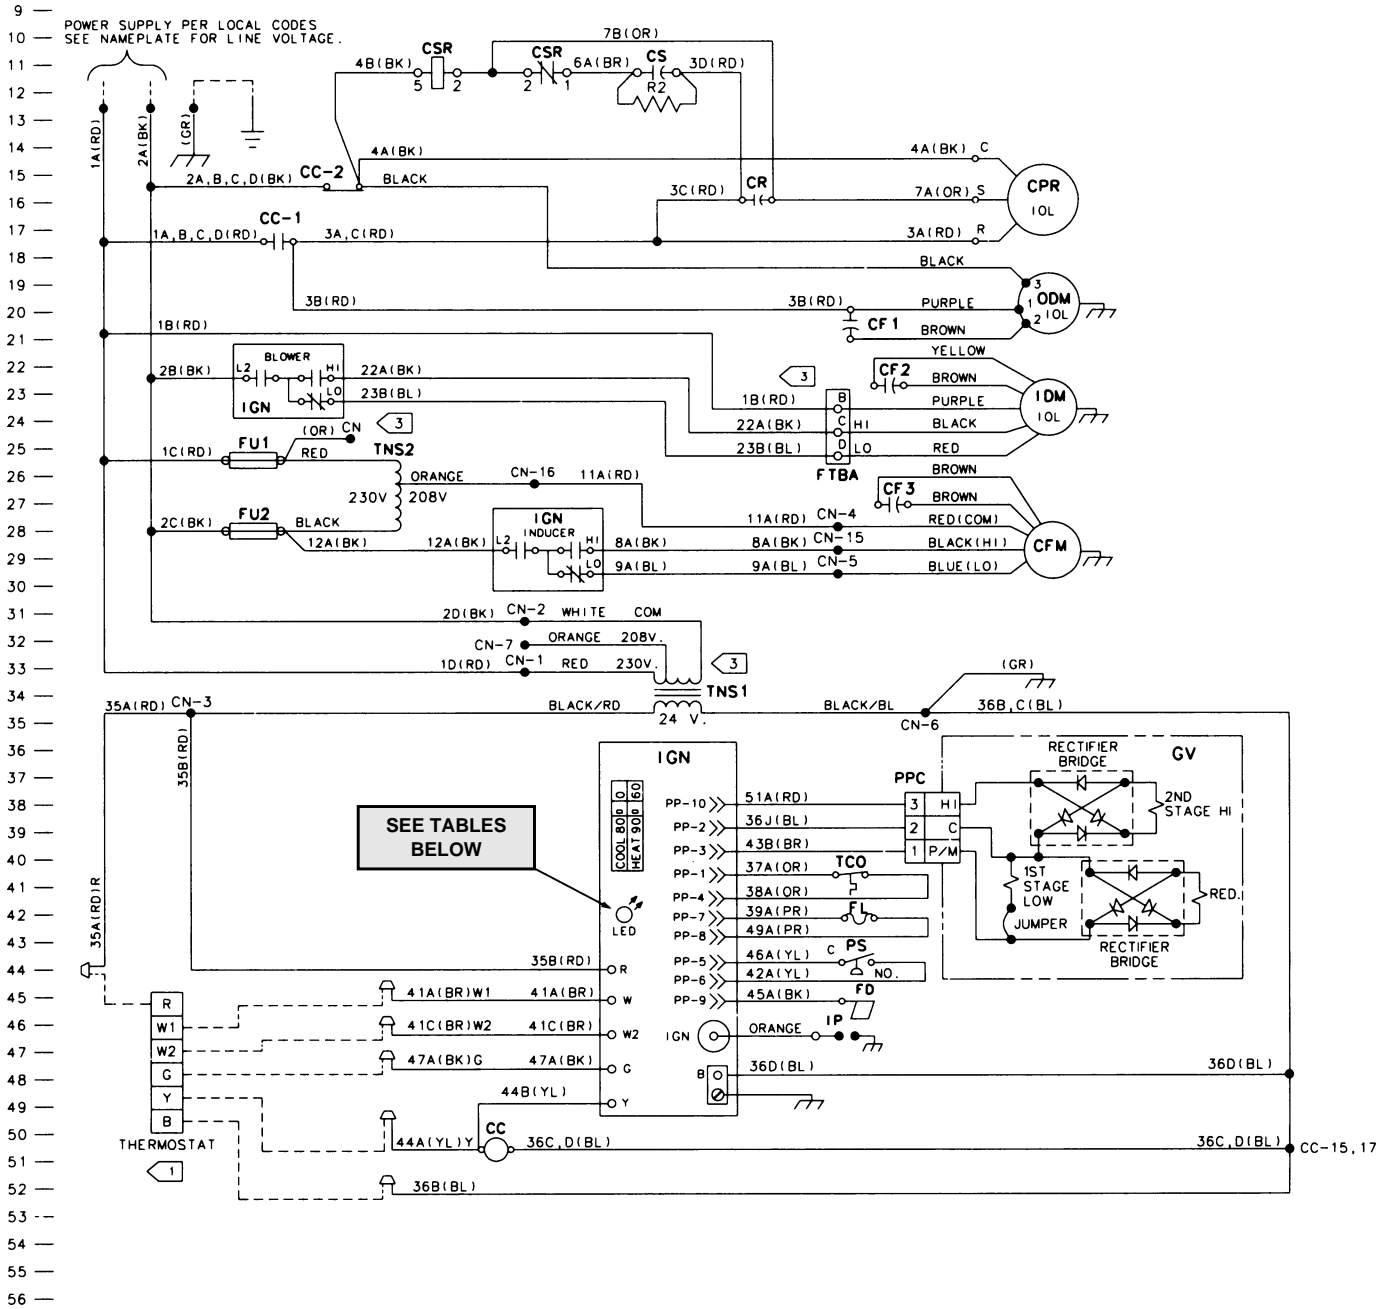 9
POWER SUPPLY PER LOCAL CODES
SEE NAMEPLATE FOR LINE VOLTAGE.
10
7B(OR)
11
4B(BK) CSR CSR 6A(BR) CS 3D(RD)
5 2 2 1 R2
12
13
1A(RD) 2A(BK) (GR)
14
4A(BK) 4A(BK) C
15
2A,B,C,D(BK) CC-2 BLACK
16
3C(RD) CR 7A(OR) S CPR
IOL
17
CC-1
1A,B,C,D(RD) 3A,C(RD) 3A(RD) R
18
BLACK
19
3
20
3B(RD) 3B(RD) PURPLE 1 ODM
2 IOL
21
1B(RD) CF1 BROWN
22
BLOWER YELLOW
2B(BK) L2 HI 22A(BK) 3 CF2 BROWN
23
LO 23B(BL) 1B(RD) B PURPLE IDM
IGN IOL
24
3
(OR) CN 22A(BK) C HI BLACK
25
FU1 TNS2
1C(RD) RED 23B(BL) D LO RED
26
FTBA BROWN
ORANGE CN-16 11A(RD)
27
230V 208V CF3 BROWN
28
FU2 IGN
2C(BK) BLACK INDUCER 11A(RD) CN-4 RED(COM)
12A(BK) 12A(BK) L2 HI 8A(BK) 8A(BK) CN-15 BLACK(HI) CFM
29
LO 9A(BL) 9A(BL) CN-5 BLUE(LO)
30
31
2D(BK) CN-2 WHITE COM
32
CN-7 ORANGE 208V.
33
1D(RD) CN-1 RED 230V. 3 (GR)
34
TNS1
35A(RD) CN-3 BLACK/RD BLACK/BL 36B,C(BL)
35
24 V. CN-6
36
35B(RD) IGN RECTIFIER
BRIDGE GV
37
PPC
COOL 80 0 0
HEAT 90 0 60
38
PP-10 51A(RD) 3 HI 2ND
STAGE HI
39
SEE TABLES
BELOW
PP-2 36J(BL) 2 C
40
PP-3 43B(BR) 1 P/M
41
PP-1 37A(OR) TCO 1ST
STAGE
LOW
PP-4 38A(OR) RED.
42
LED PP-7 39A(PR) FL JUMPER
43
PP-8 49A(PR) RECTIFIER
BRIDGE
35A(RD)R
44
35B(RD) R PP-5 46A(YL) C PS
PP-6 42A(YL) NO.
45
R 41A(BR)W1 41A(BR) W PP-9 45A(BK) FD
46
W1 41C(BR)W2 41C(BR) W2 IGN ORANGE IP
47
W2 47A(BK)G 47A(BK) G
48
G B 36D(BL) 36D(BL)
49
Y 44B(YL) Y
50
B CC
THERMOSTAT 44A(YL)Y 36C,D(BL) 36C,D(BL) CC-15,17
51
1
52
36B(BL)
53
54
55
56